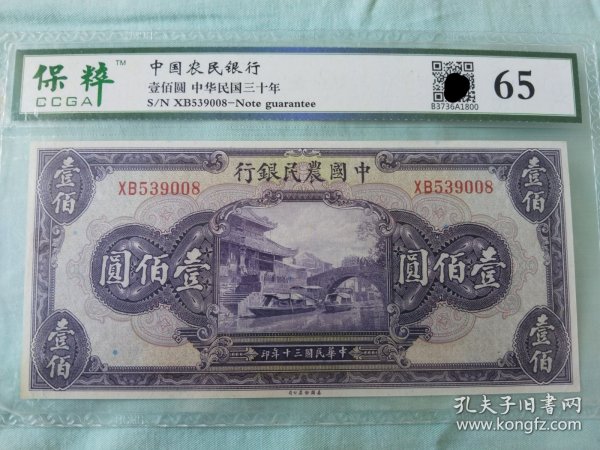 保粹™
CCGA
中国农民银行
壹佰圆 中华民国三十年
S/N XB539008-Note guarantee
B3736A1800
65
行銀民農國中
XB539008
XB539008
壹佰
壹佰
圓佰壹
圓佰壹
印年十三國民華中
壹佰
壹佰
孔夫子旧书网
www.kongfz.com